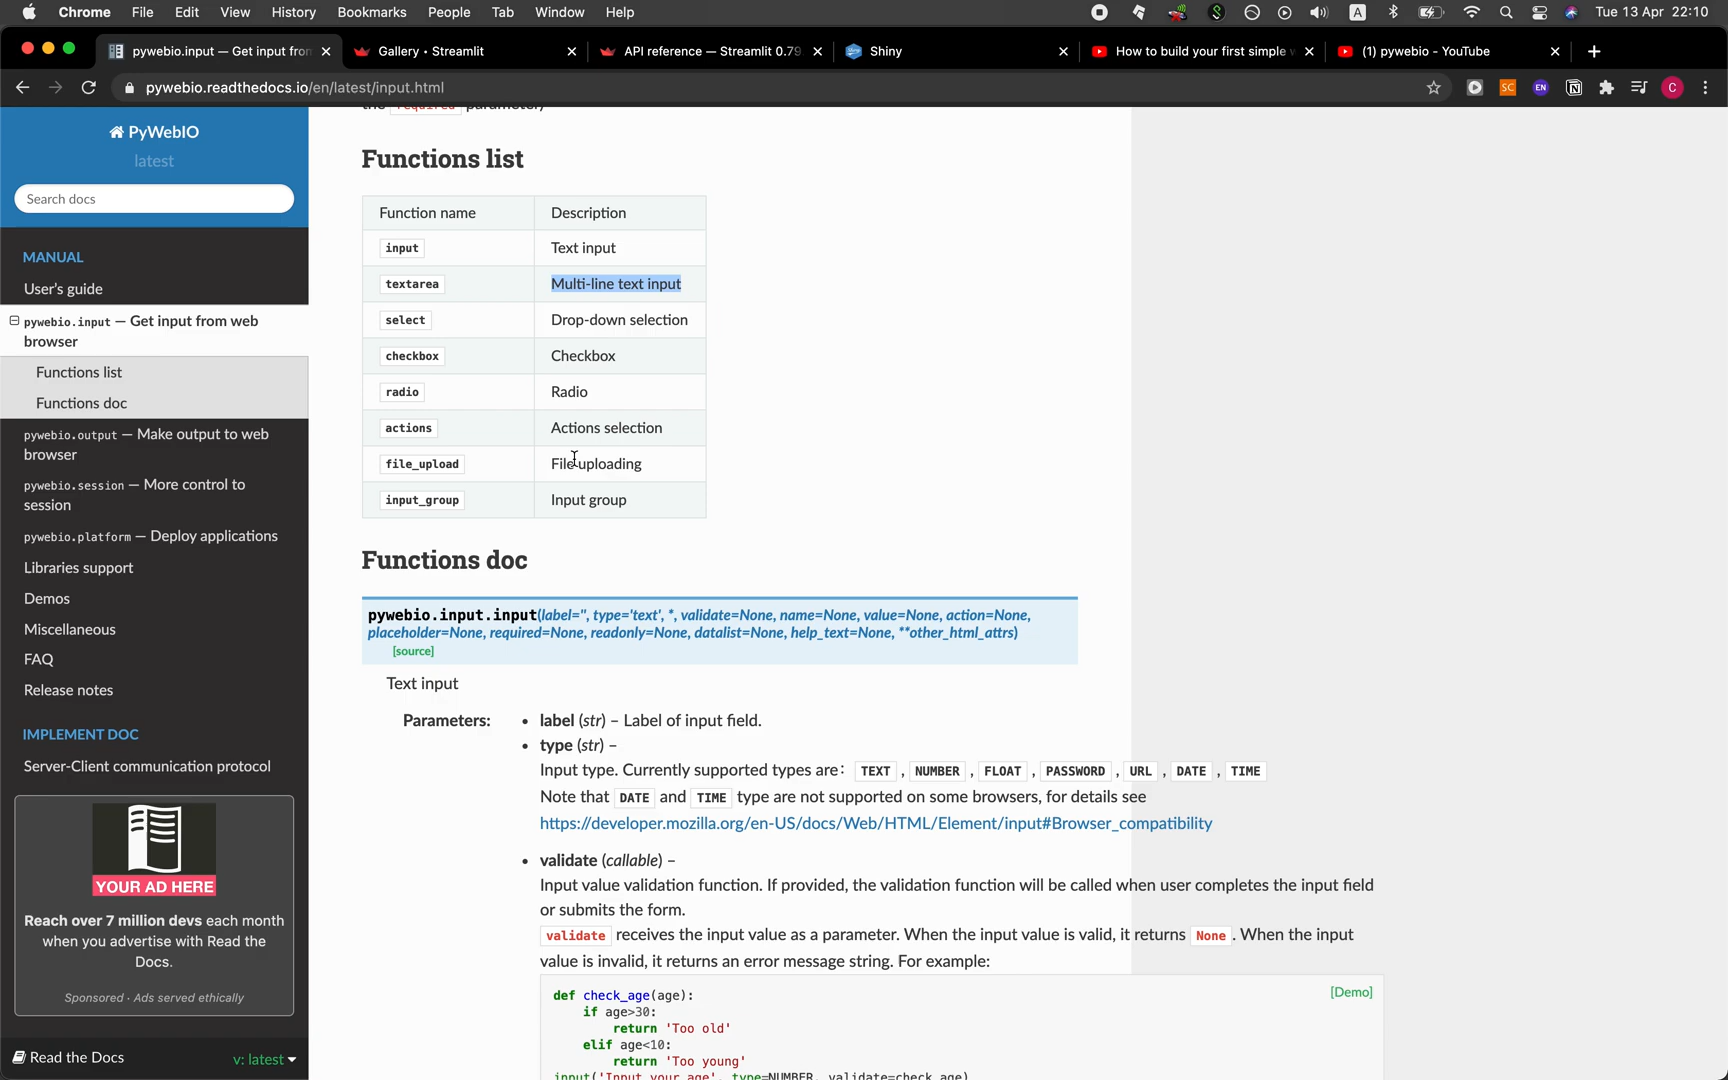 Chrome File Edit View History Bookmarks People Tab Window Help A Tue 13 Apr 22:10
pywebio.input — Get input from Gallery • Streamlit API reference — Streamlit 0.79 Shiny How to build your first simple w (1) pywebio - YouTube
pywebio.readthedocs.io/en/latest/input.html SC EN C
PyWebIO
latest
Search docs
MANUAL
User's guide
pywebio.input — Get input from web
browser
Functions list
Functions doc
pywebio.output — Make output to web
browser
pywebio.session — More control to
session
pywebio.platform — Deploy applications
Libraries support
Demos
Miscellaneous
FAQ
Release notes
IMPLEMENT DOC
Server-Client communication protocol
YOUR AD HERE
Reach over 7 million devs each month
when you advertise with Read the
Docs.
Sponsored · Ads served ethically
Read the Docs v: latest
the required parameter)
Functions list
Function name Description
input Text input
textarea Multi-line text input
select Drop-down selection
checkbox Checkbox
radio Radio
actions Actions selection
file_upload File uploading
input_group Input group
Functions doc
pywebio.input.input(label='', type='text', *, validate=None, name=None, value=None, action=None,
placeholder=None, required=None, readonly=None, datalist=None, help_text=None, **other_html_attrs)
[source]
Text input
Parameters: • label (str) – Label of input field.
• type (str) –
Input type. Currently supported types are： TEXT , NUMBER , FLOAT , PASSWORD , URL , DATE , TIME
Note that DATE and TIME type are not supported on some browsers, for details see
https://developer.mozilla.org/en-US/docs/Web/HTML/Element/input#Browser_compatibility
• validate (callable) –
Input value validation function. If provided, the validation function will be called when user completes the input field
or submits the form.
validate receives the input value as a parameter. When the input value is valid, it returns None . When the input
value is invalid, it returns an error message string. For example:
def check_age(age): [Demo]
if age>30:
return 'Too old'
elif age<10:
return 'Too young'
input('Input your age', type=NUMBER, validate=check_age)